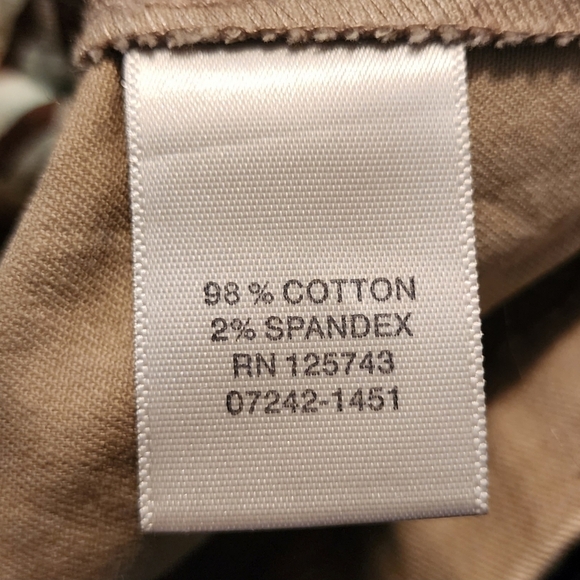 98 % COTTON
2% SPANDEX
RN 125743
07242-1451